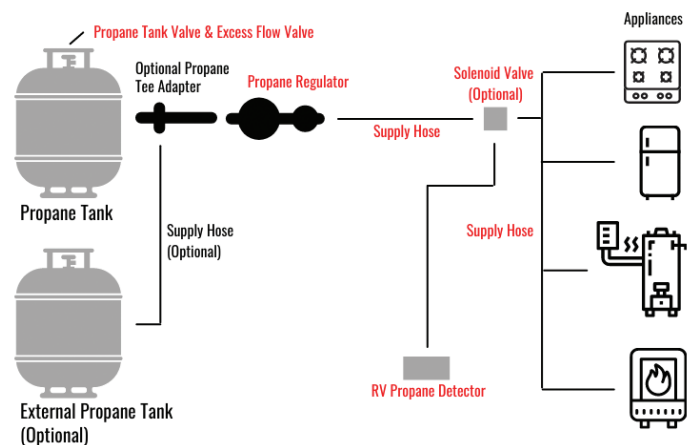 Propane Tank Valve & Excess Flow Valve
Appliances
Optional Propane
Tee Adapter
Propane Regulator
Solenoid Valve
(Optional)
Supply Hose
Propane Tank
Supply Hose
(Optional)
Supply Hose
RV Propane Detector
External Propane Tank
(Optional)